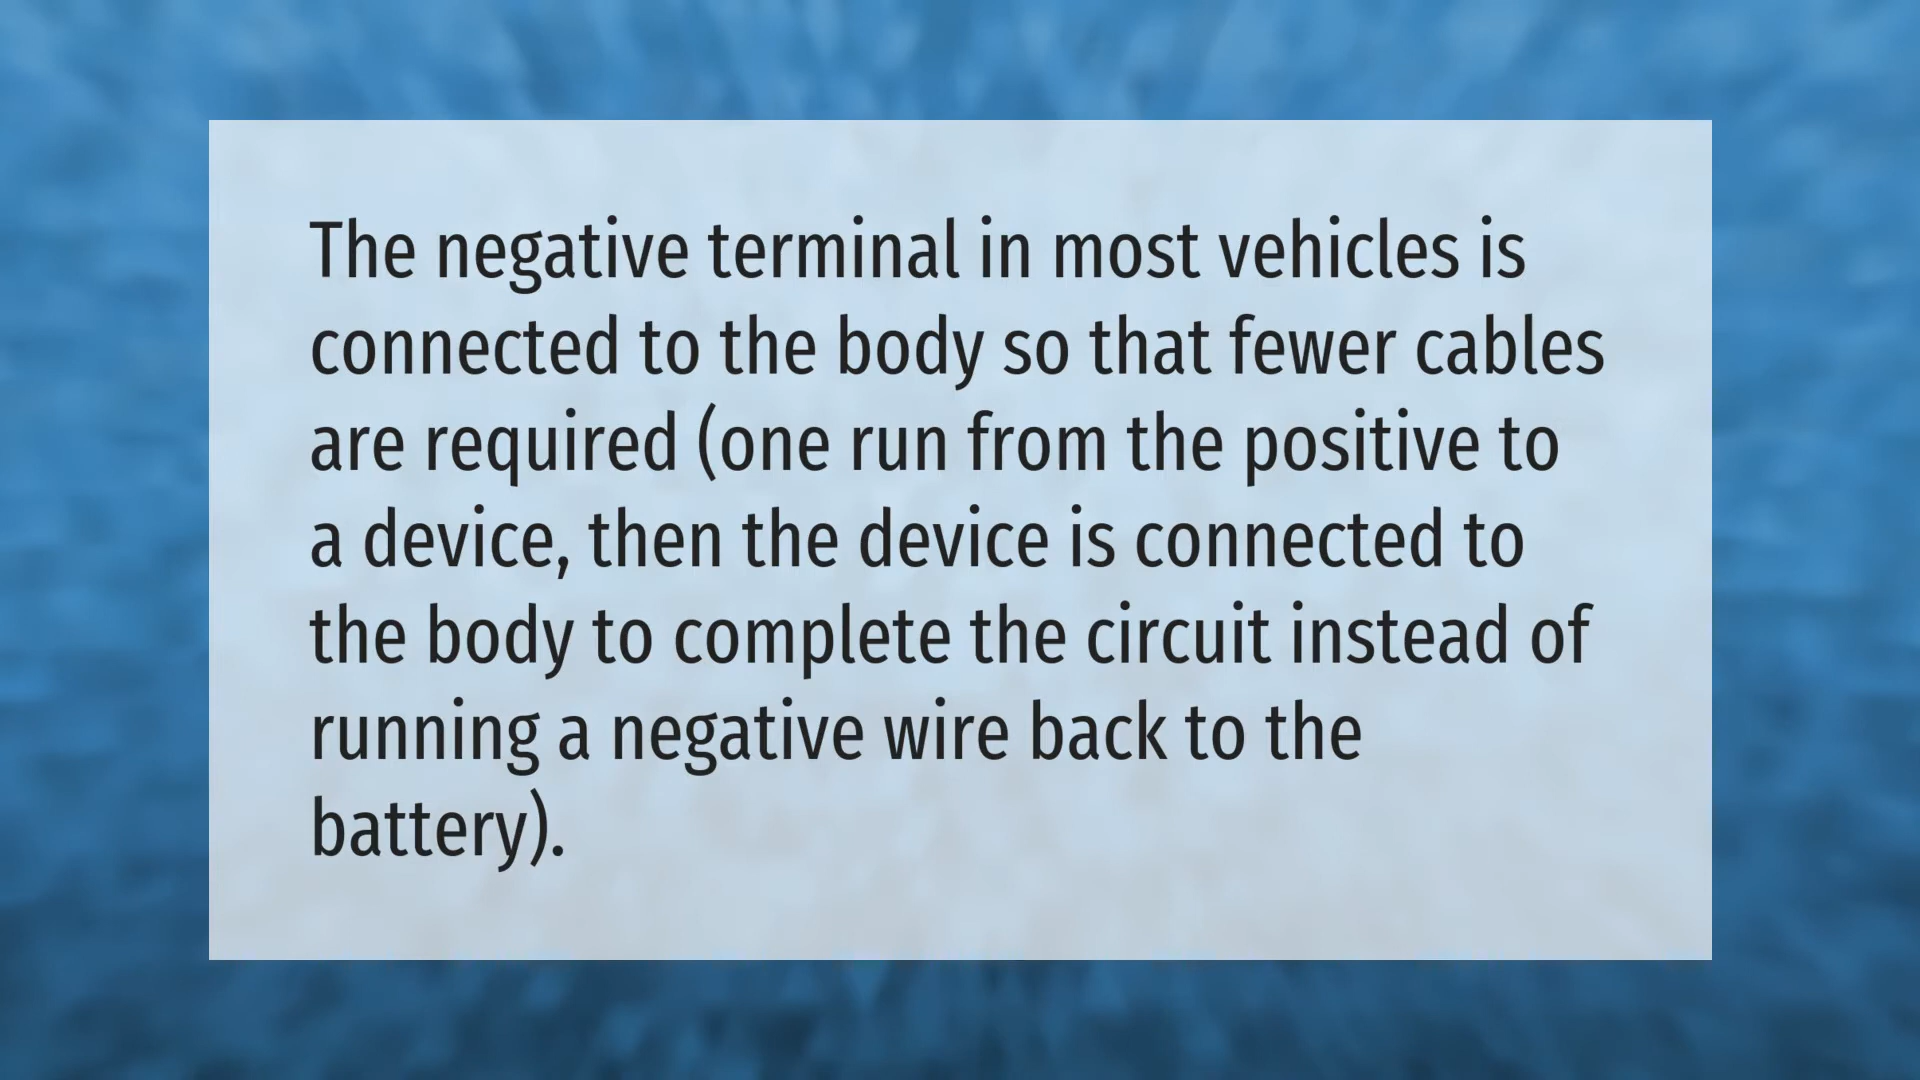 The negative terminal in most vehicles is
connected to the body so that fewer cables
are required (one run from the positive to
a device, then the device is connected to
the body to complete the circuit instead of
running a negative wire back to the
battery).